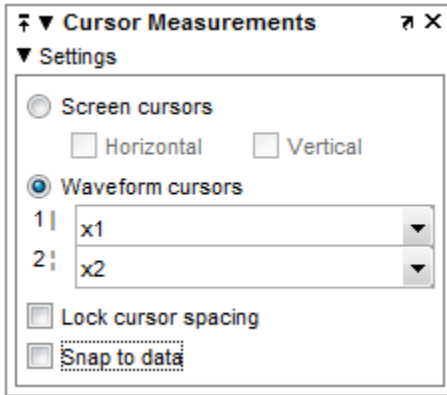 Cursor Measurements
Settings
Screen cursors
Horizontal Vertical
Waveform cursors
1 x1
2 x2
Lock cursor spacing
Snap to data